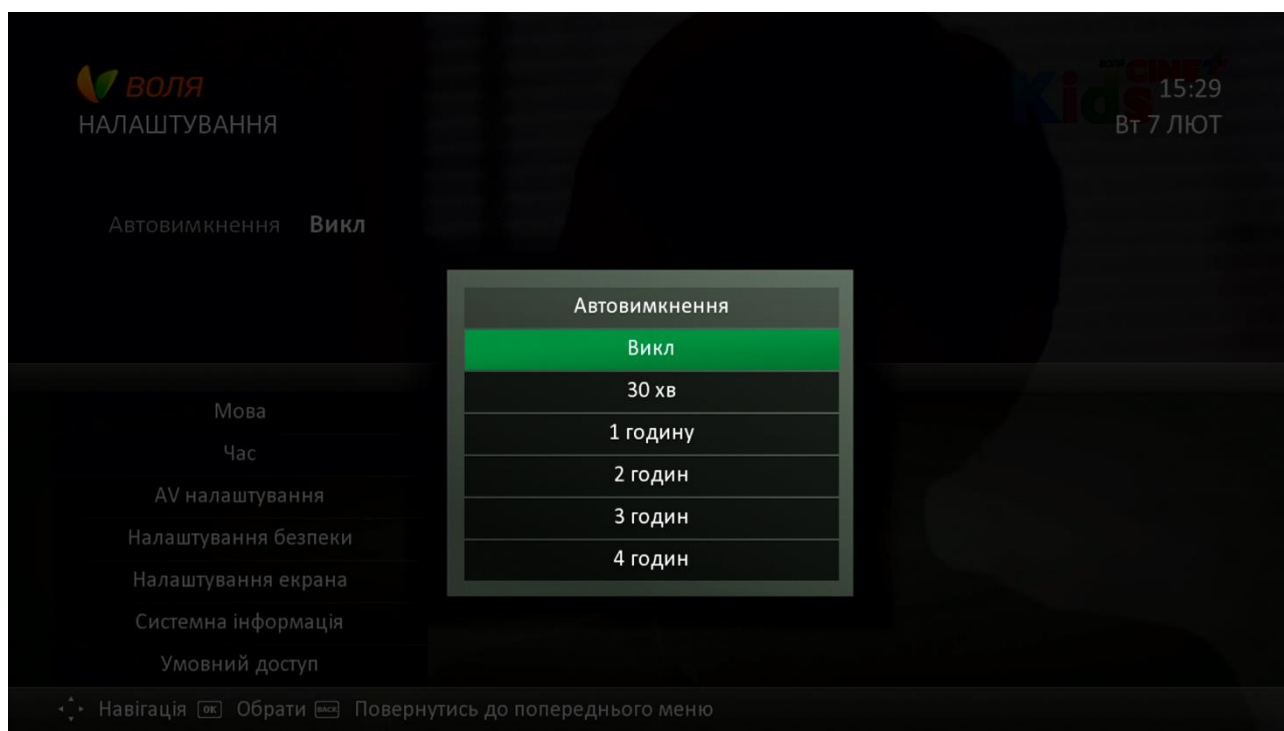 воля
НАЛАШТУВАННЯ
Kids CINE+
15:29
Вт 7 ЛЮТ
Автовимкнення Викл
Автовимкнення
Викл
30 хв
1 годину
2 годин
3 годин
4 годин
Мова
Час
AV налаштування
Налаштування безпеки
Налаштування екрана
Системна інформація
Умовний доступ
Навігація OK Обрати BACK Повернутись до попереднього меню